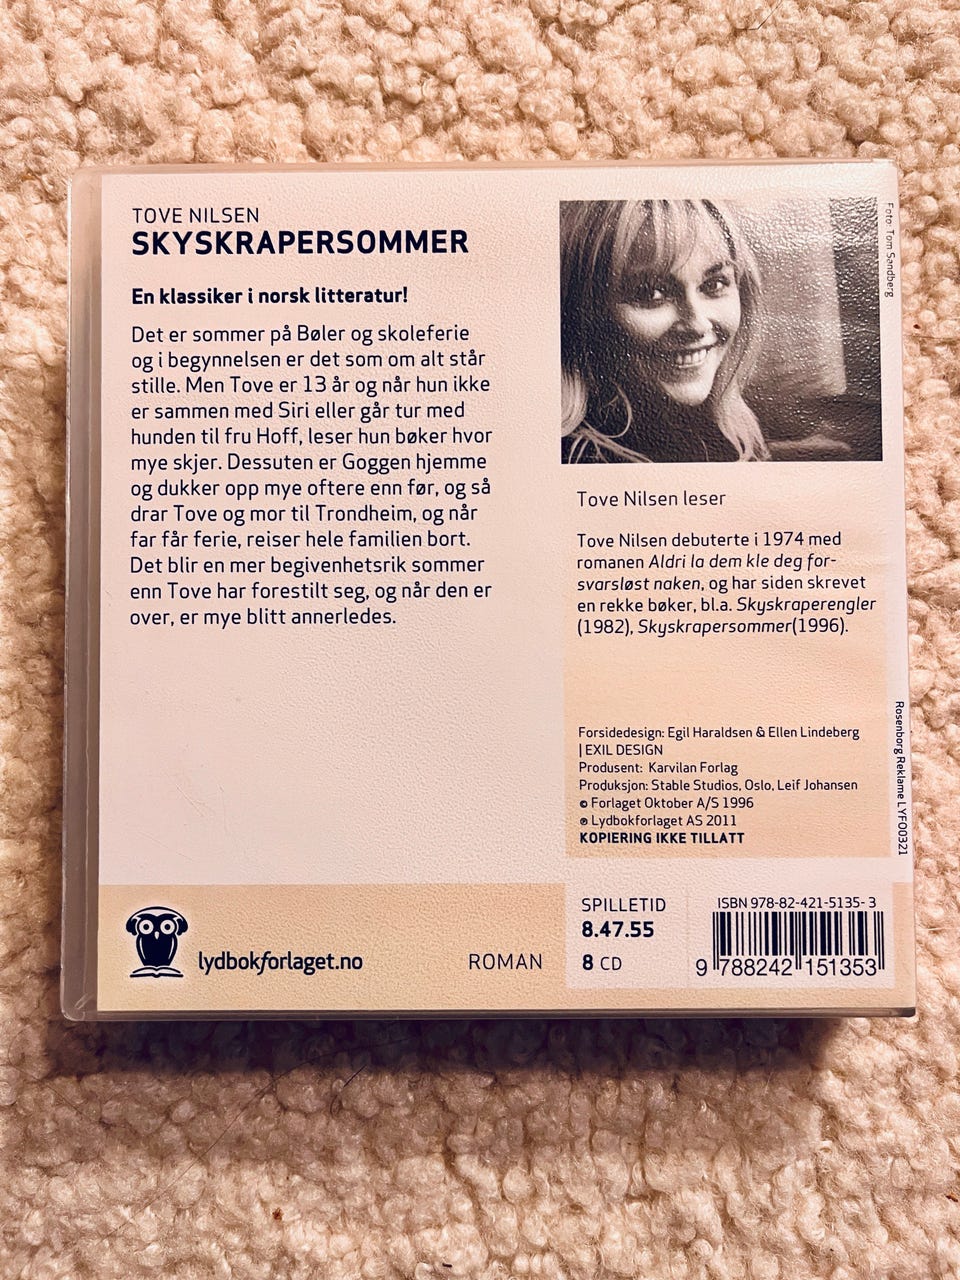 TOVE NILSEN
SKYSKRAPERSOMMER
En klassiker i norsk litteratur!
Det er sommer på Bøler og skoleferie
og i begynnelsen er det som om alt står
stille. Men Tove er 13 år og når hun ikke
er sammen med Siri eller går tur med
hunden til fru Hoff, leser hun bøker hvor
mye skjer. Dessuten er Goggen hjemme
og dukker opp mye oftere enn før, og så
drar Tove og mor til Trondheim, og når
far får ferie, reiser hele familien bort.
Det blir en mer begivenhetsrik sommer
enn Tove har forestilt seg, og når den er
over, er mye blitt annerledes.
Foto: Tom Sandberg
Tove Nilsen leser
Tove Nilsen debuterte i 1974 med
romanen Aldri la dem kle deg for-
svarsløst naken, og har siden skrevet
en rekke bøker, bl.a. Skyskraperengler
(1982), Skyskrapersommer(1996).
Forsidedesign: Egil Haraldsen & Ellen Lindeberg
| EXIL DESIGN
Produsent: Karvilan Forlag
Produksjon: Stable Studios, Oslo, Leif Johansen
© Forlaget Oktober A/S 1996
℗ Lydbokforlaget AS 2011
KOPIERING IKKE TILLATT
Rosenborg Reklame LYFO0321
lydbokforlaget.no
ROMAN
SPILLETID
8.47.55
8 CD
ISBN 978-82-421-5135-3
9 788242 151353